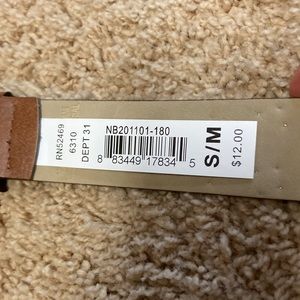 RN52469
6310
DEPT 31
NB201101-180
8 83449 17834 5
S/M
$12.00